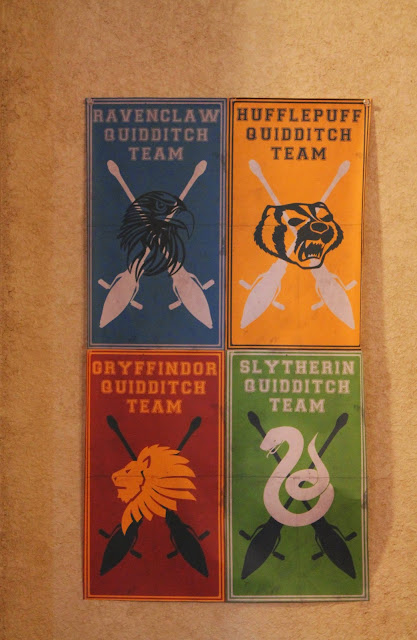 RAVENCLAW
QUIDDITCH
TEAM
HUFFLEPUFF
QUIDDITCH
TEAM
GRYFFINDOR
QUIDDITCH
TEAM
SLYTHERIN
QUIDDITCH
TEAM